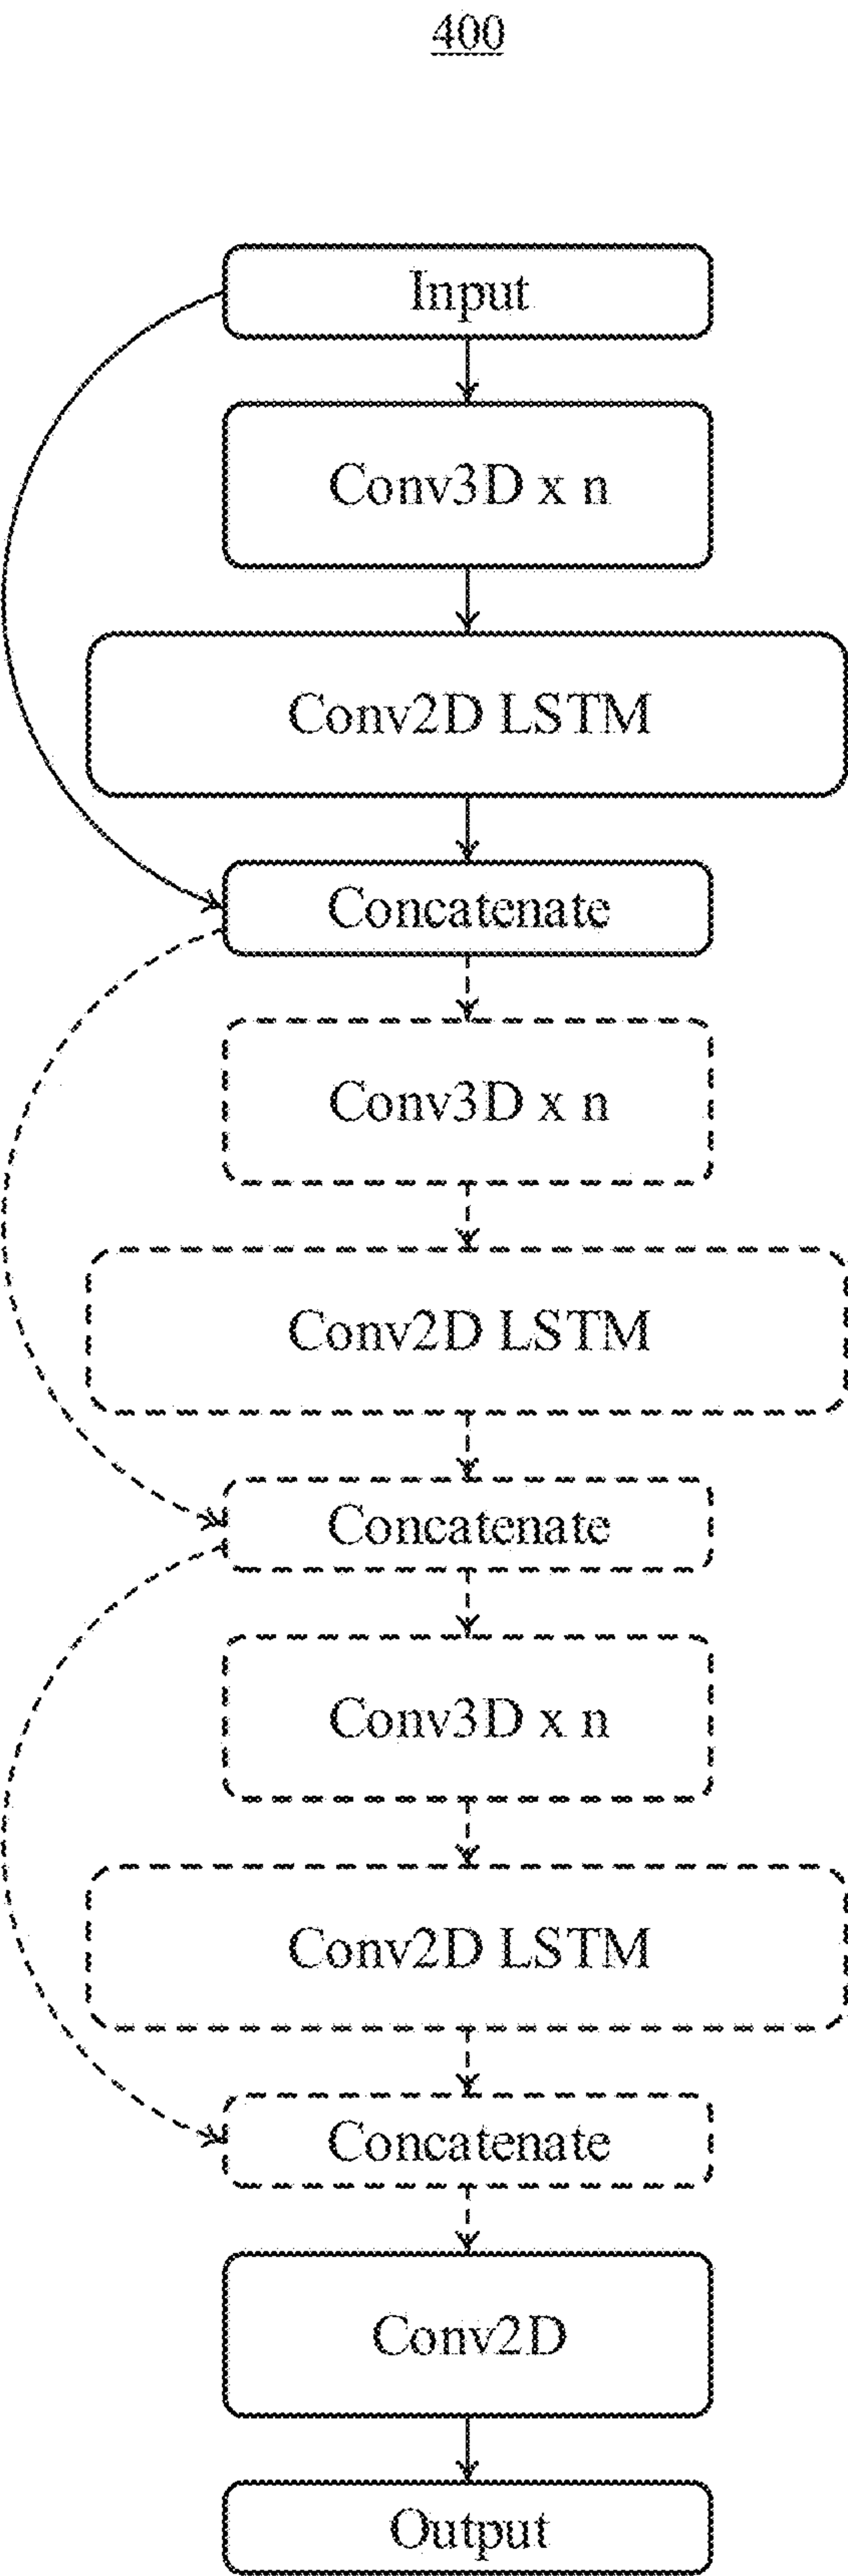 400
Input
Conv3D x n
Conv2D LSTM
Concatenate
Conv3D x n
Conv2D LSTM
Concatenate
Conv3D x n
Conv2D LSTM
Concatenate
Conv2D
Output